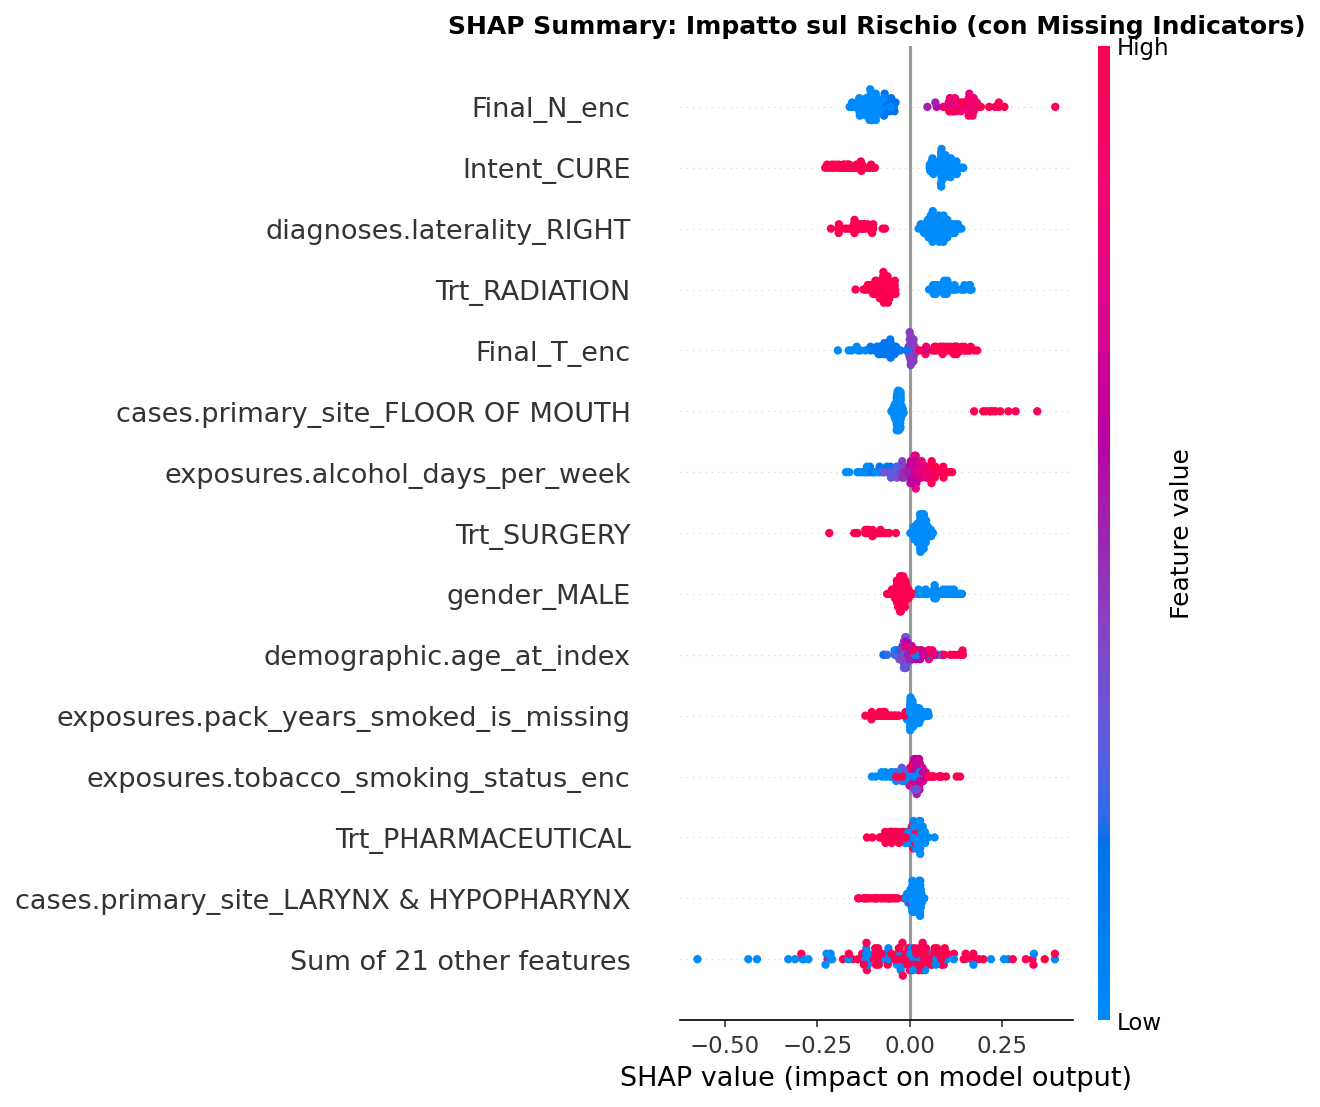 SHAP Summary: Impatto sul Rischio (con Missing Indicators)
High
Final_N_enc
Intent_CURE
diagnoses.laterality_RIGHT
Trt_RADIATION
Final_T_enc
cases.primary_site_FLOOR OF MOUTH
exposures.alcohol_days_per_week
Trt_SURGERY
gender_MALE
demographic.age_at_index
exposures.pack_years_smoked_is_missing
exposures.tobacco_smoking_status_enc
Trt_PHARMACEUTICAL
cases.primary_site_LARYNX & HYPOPHARYNX
Sum of 21 other features
Feature value
Low
−0.50 −0.25 0.00 0.25
SHAP value (impact on model output)